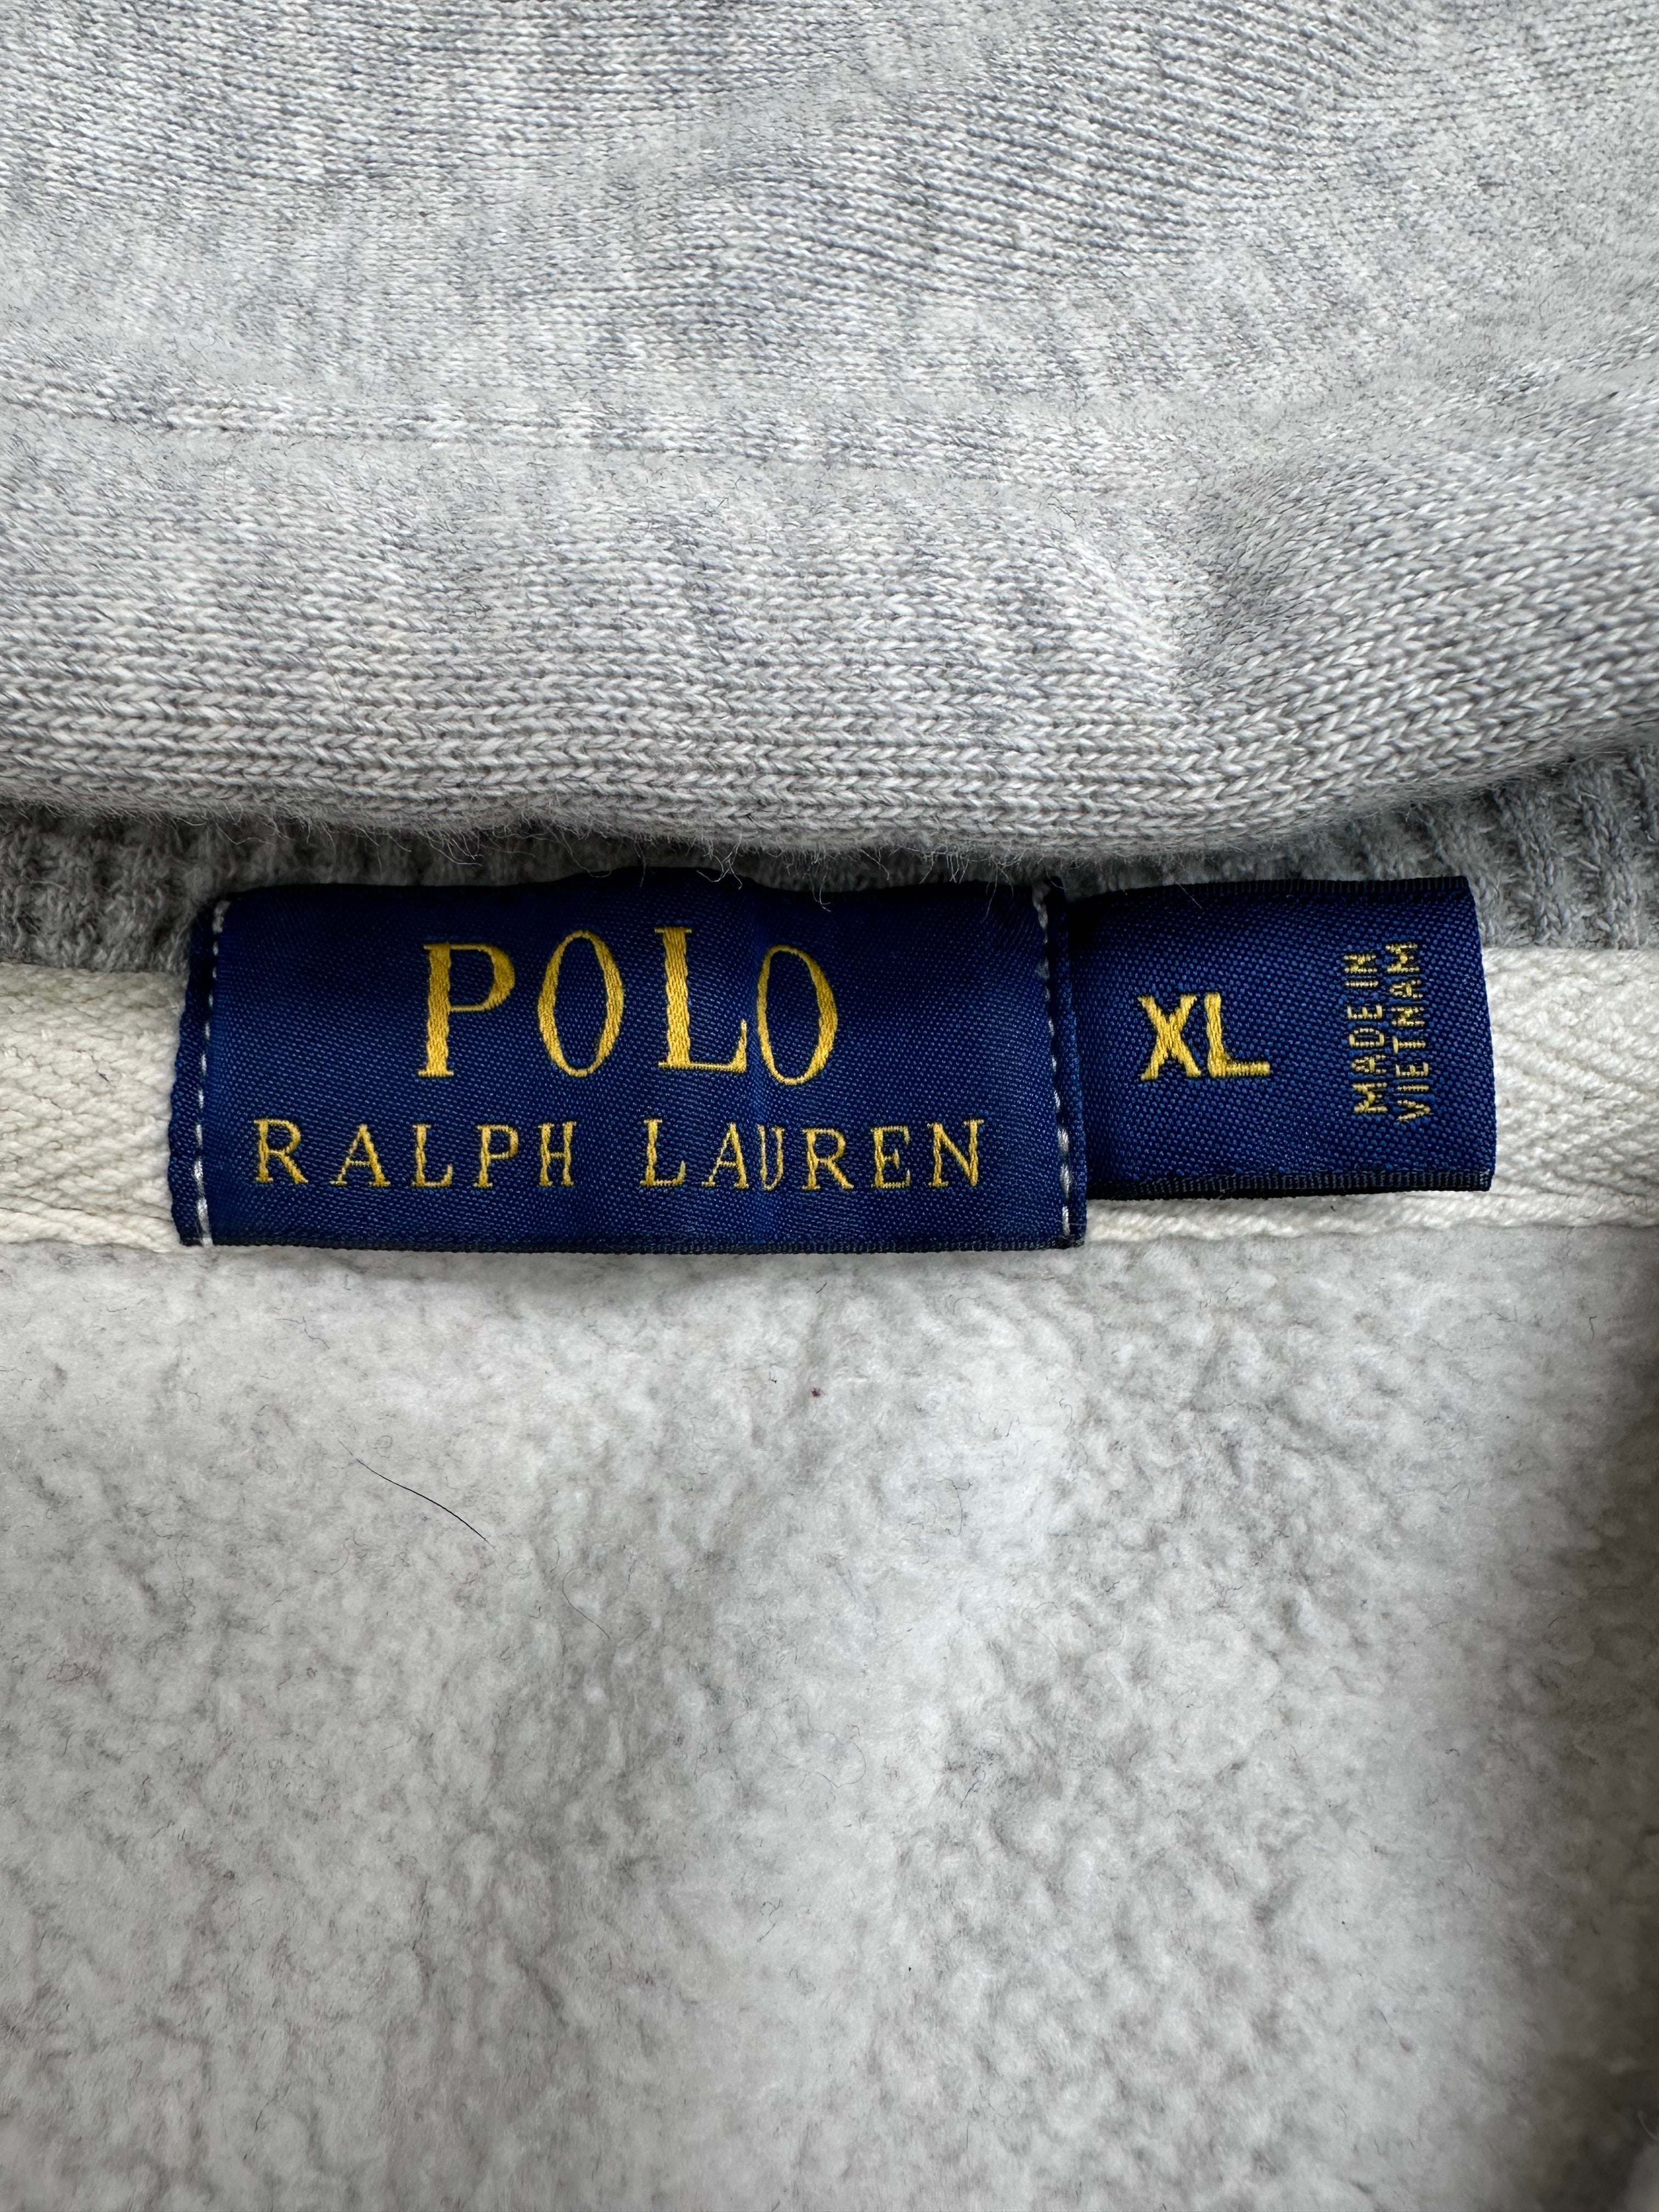 POLO
RALPH LAUREN
XL
MADE IN
VIETNAM